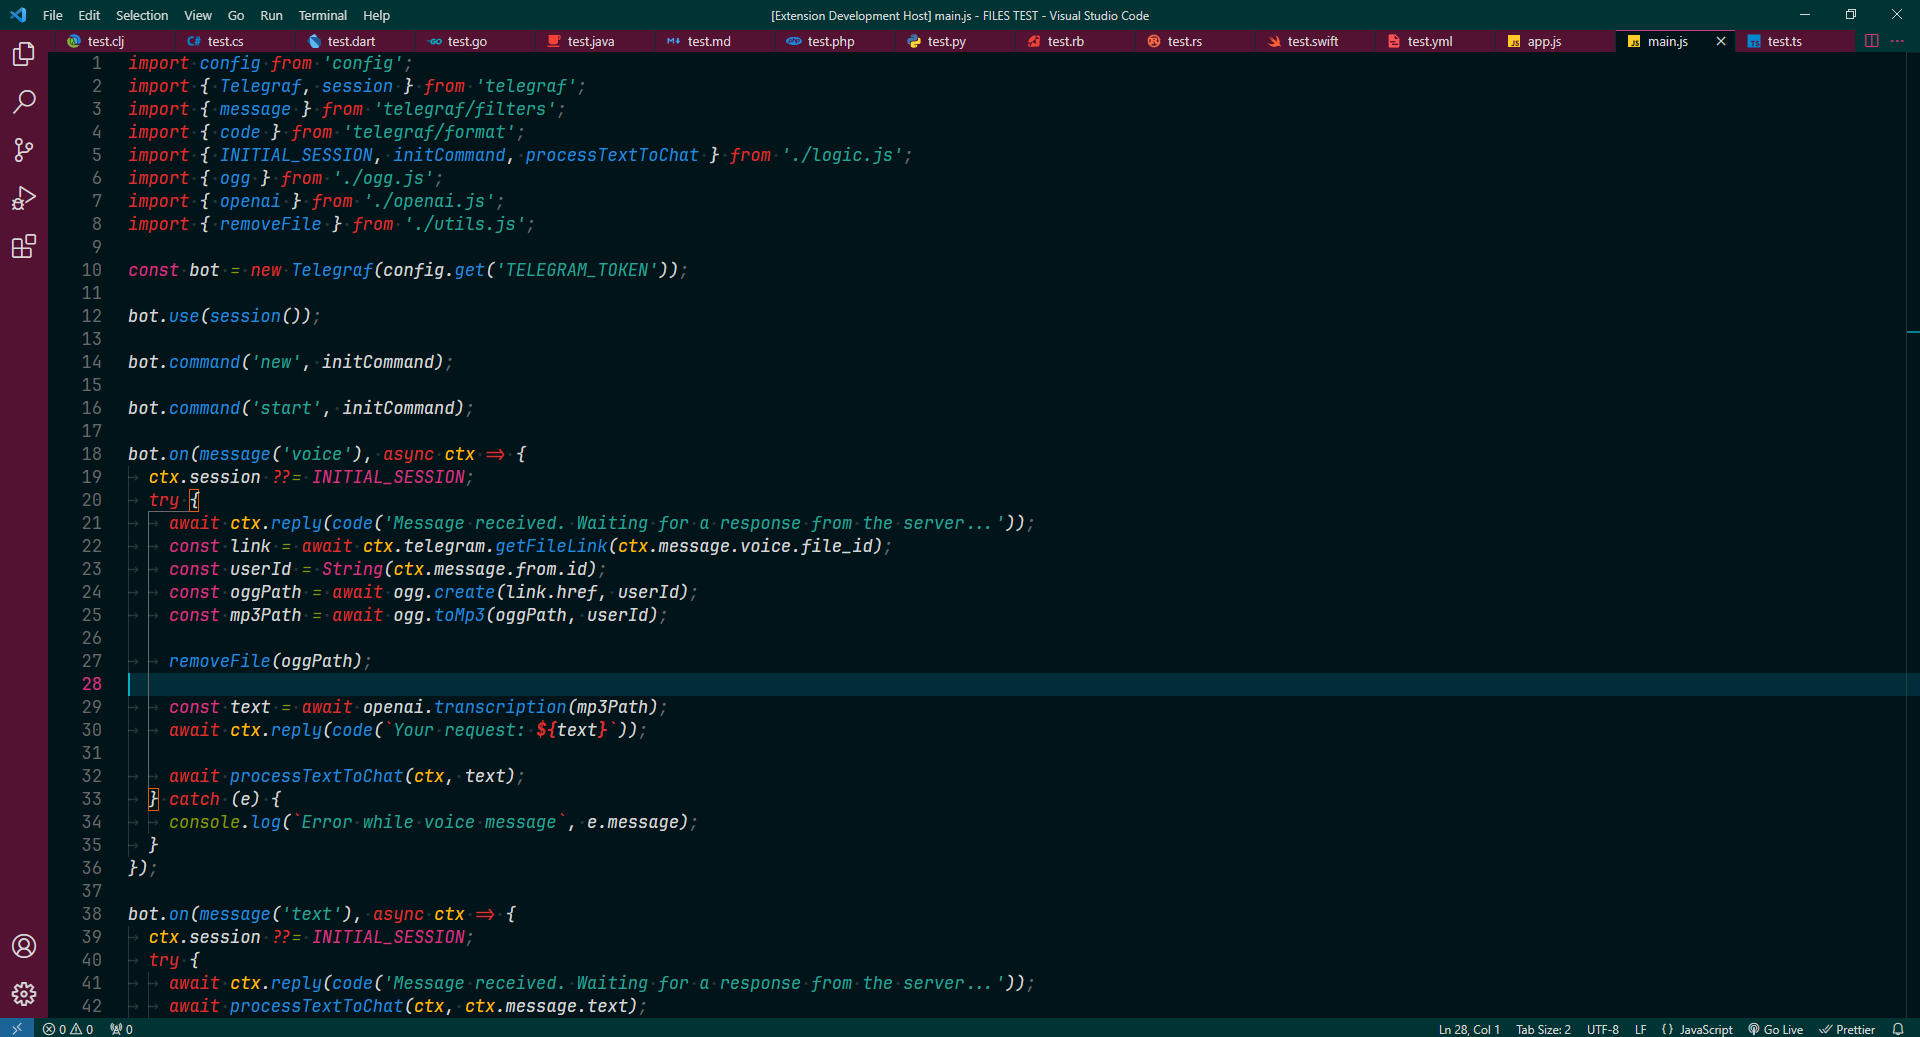 File Edit Selection View Go Run Terminal Help [Extension Development Host] main.js - FILES TEST - Visual Studio Code
test.clj test.cs test.dart test.go test.java test.md test.php test.py test.rb test.rs test.swift test.yml app.js main.js test.ts
1 import config from 'config';
2 import { Telegraf, session } from 'telegraf';
3 import { message } from 'telegraf/filters';
4 import { code } from 'telegraf/format';
5 import { INITIAL_SESSION, initCommand, processTextToChat } from './logic.js';
6 import { ogg } from './ogg.js';
7 import { openai } from './openai.js';
8 import { removeFile } from './utils.js';
9
10 const bot = new Telegraf(config.get('TELEGRAM_TOKEN'));
11
12 bot.use(session());
13
14 bot.command('new', initCommand);
15
16 bot.command('start', initCommand);
17
18 bot.on(message('voice'), async ctx => {
19 ctx.session ??= INITIAL_SESSION;
20 try {
21 await ctx.reply(code('Message received. Waiting for a response from the server...'));
22 const link = await ctx.telegram.getFileLink(ctx.message.voice.file_id);
23 const userId = String(ctx.message.from.id);
24 const oggPath = await ogg.create(link.href, userId);
25 const mp3Path = await ogg.toMp3(oggPath, userId);
26
27 removeFile(oggPath);
28
29 const text = await openai.transcription(mp3Path);
30 await ctx.reply(code(`Your request: ${text}`));
31
32 await processTextToChat(ctx, text);
33 } catch (e) {
34 console.log(`Error while voice message`, e.message);
35 }
36 });
37
38 bot.on(message('text'), async ctx => {
39 ctx.session ??= INITIAL_SESSION;
40 try {
41 await ctx.reply(code('Message received. Waiting for a response from the server...'));
42 await processTextToChat(ctx, ctx.message.text);
0 0 0 Ln 28, Col 1 Tab Size: 2 UTF-8 LF {} JavaScript Go Live Prettier